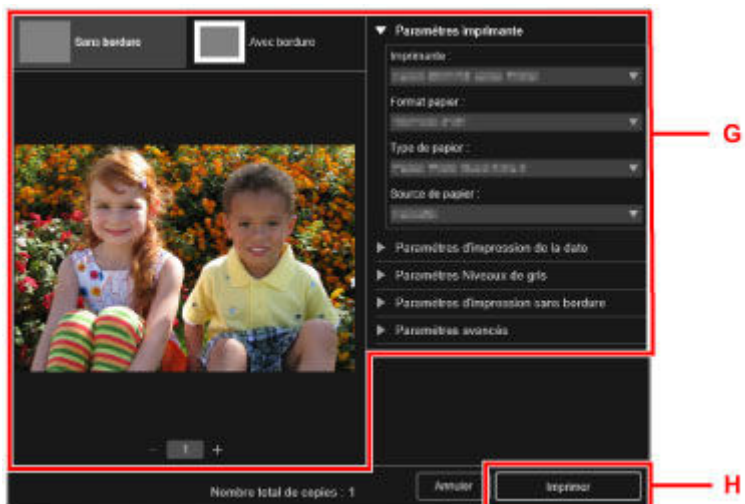 Sans bordure
Avec bordure
Paramètres imprimante
Imprimante :
Format papier :
Type de papier :
Source de papier :
Paramètres d'impression de la date
Paramètres Niveaux de gris
Paramètres d'impression sans bordure
Paramètres avancés
G
- 1 +
Nombre total de copies : 1
Annuler
Imprimer
H